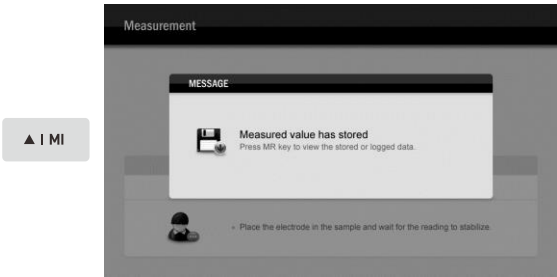 Measurement
MESSAGE
Measured value has stored
Press MR key to view the stored or logged data.
▲ I MI
Place the electrode in the sample and wait for the reading to stabilize.